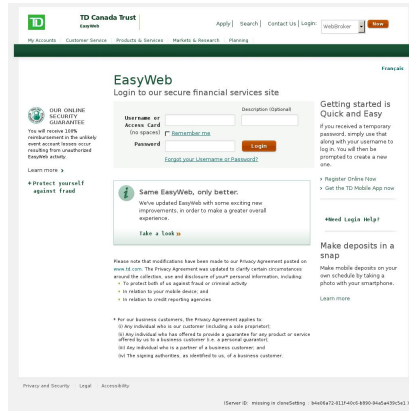 TD
TD Canada Trust
EasyWeb
Apply | Search | Contact Us | Login: WebBroker Now
My Accounts Customer Service Products & Services Markets & Research Planning
Français
EasyWeb
Login to our secure financial services site
OUR ONLINE
SECURITY
GUARANTEE
You will receive 100%
reimbursement in the unlikely
event account losses occur
resulting from unauthorized
EasyWeb activity.
Learn more
Protect yourself
against fraud
Description (Optional)
Username or
Access Card
(no spaces) Remember me
Password Login
Forgot your Username or Password?
Same EasyWeb, only better.
We've updated EasyWeb with some exciting new
improvements, in order to make a greater overall
experience.
Take a look
Please note that modifications have been made to our Privacy Agreement posted on
www.td.com. The Privacy Agreement was updated to clarify certain circumstances
around the collection, use and disclosure of your* personal information, including:
To protect both of us against fraud or criminal activity
In relation to your mobile device; and
In relation to credit reporting agencies
* For our business customers, the Privacy Agreement applies to:
(i) Any individual who is our customer (including a sole proprietor);
(ii) Any individual who has offered to provide a guarantee for any product or service
offered by us to a business customer (i.e. a personal guarantor);
(iii) Any individual who is a partner of a business customer; and
(iv) The signing authorities, as identified to us, of a business customer.
Getting started is
Quick and Easy
If you received a temporary
password, simply use that
along with your username to
log in. You will then be
prompted to create a new
one.
Register Online Now
Get the TD Mobile App now
Need Login Help?
Make deposits in a
snap
Make mobile deposits on your
own schedule by taking a
photo with your smartphone.
Learn more
Privacy and Security | Legal | Accessibility
(Server ID: missing in cloneSetting